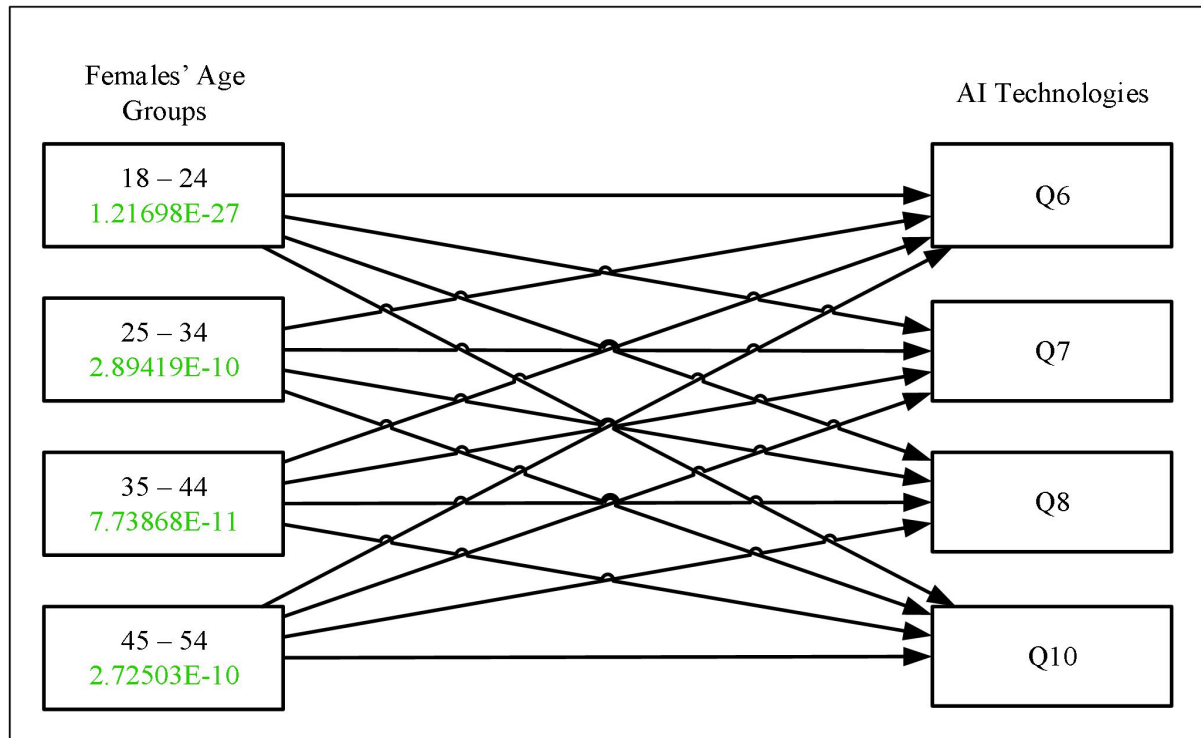 Females’ Age
Groups
AI Technologies
18 – 24
1.21698E-27
Q6
25 – 34
2.89419E-10
Q7
35 – 44
7.73868E-11
Q8
45 – 54
2.72503E-10
Q10